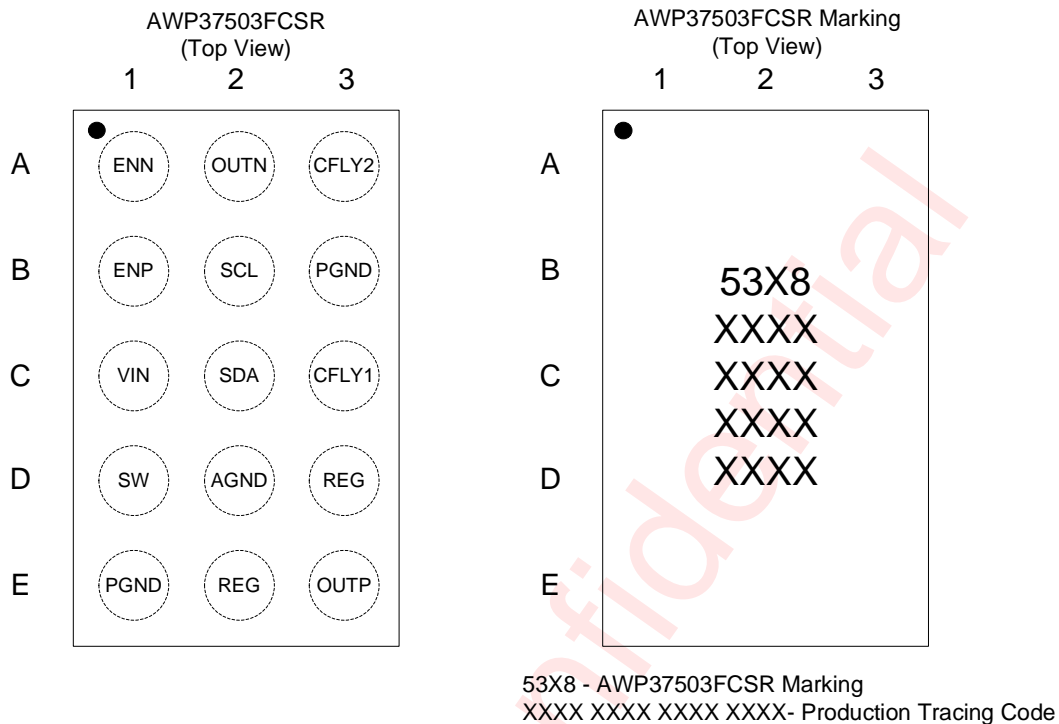 AWP37503FCSR
(Top View)
1 2 3
A ENN OUTN CFLY2
B ENP SCL PGND
C VIN SDA CFLY1
D SW AGND REG
E PGND REG OUTP
AWP37503FCSR Marking
(Top View)
1 2 3
A
B
C
D
E
53X8
XXXX
XXXX
XXXX
XXXX
53X8 - AWP37503FCSR Marking
XXXX XXXX XXXX XXXX- Production Tracing Code
nfidential